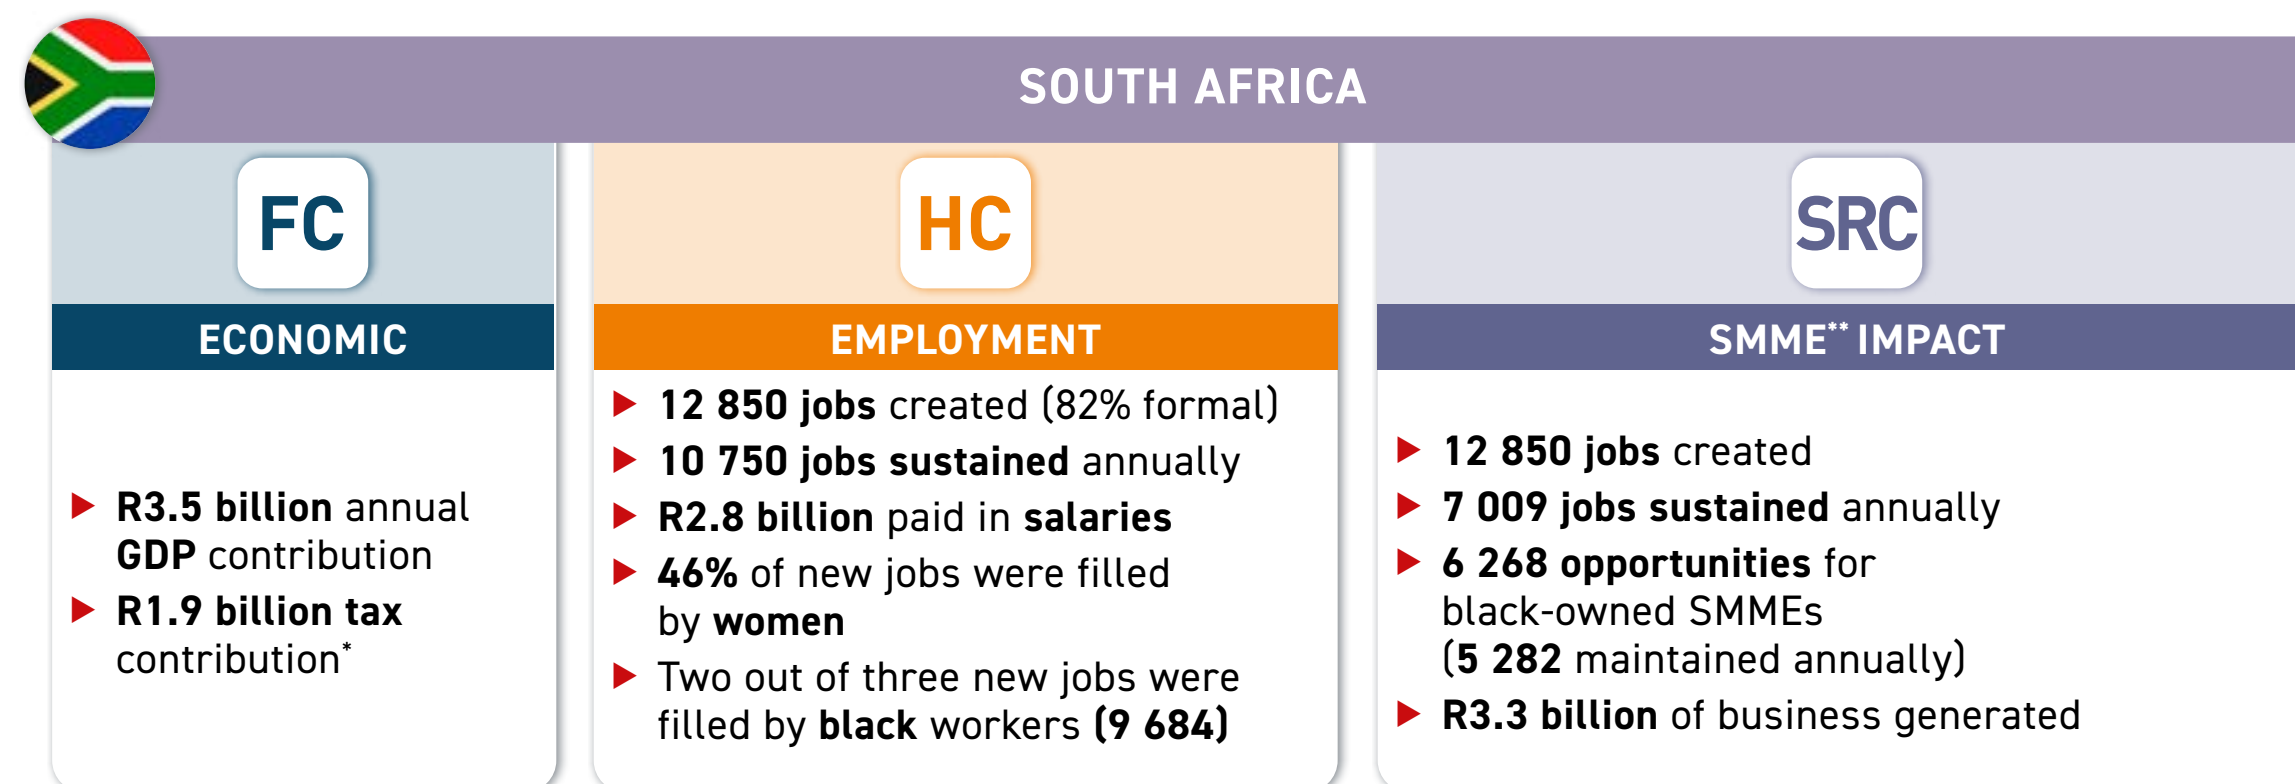 SOUTH AFRICA
FC
ECONOMIC
R3.5 billion annual
GDP contribution
R1.9 billion tax
contribution*
HC
EMPLOYMENT
12 850 jobs created (82% formal)
10 750 jobs sustained annually
R2.8 billion paid in salaries
46% of new jobs were filled
by women
Two out of three new jobs were
filled by black workers (9 684)
SRC
SMME** IMPACT
12 850 jobs created
7 009 jobs sustained annually
6 268 opportunities for
black-owned SMMEs
(5 282 maintained annually)
R3.3 billion of business generated